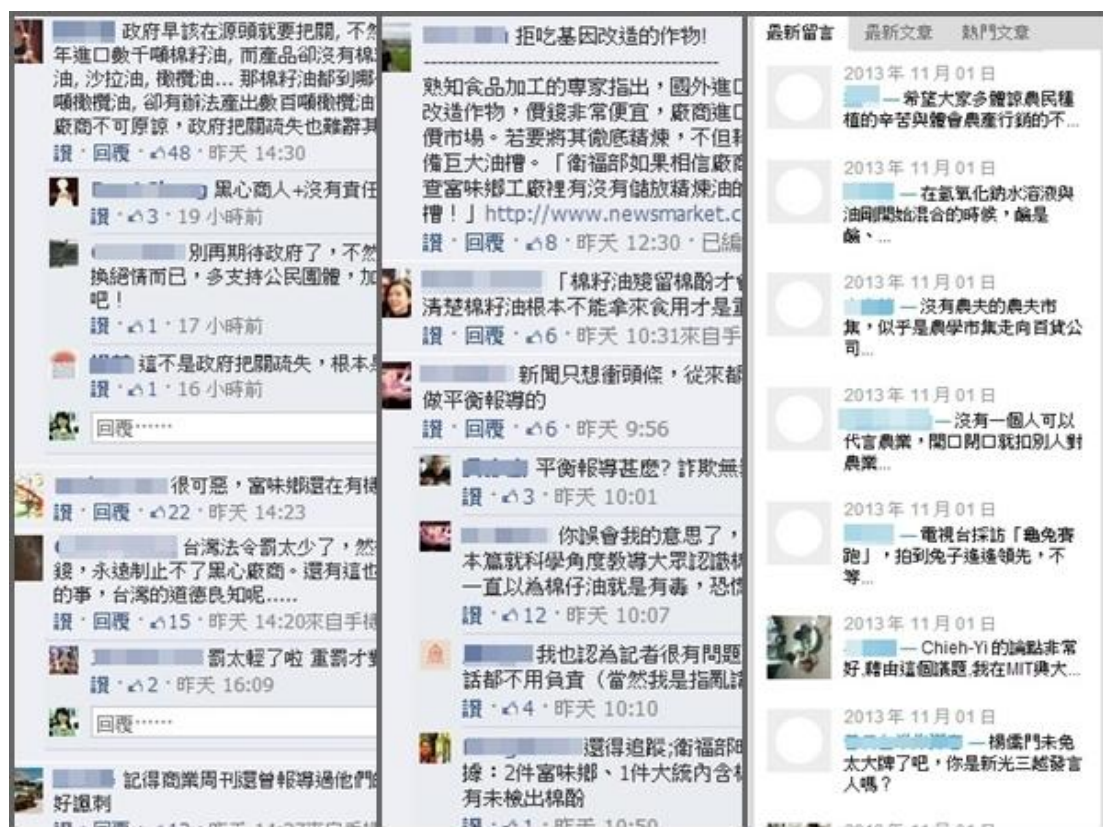 政府早該在源頭就要把關, 不然
年進口數千噸棉籽油, 而產品卻沒有棉
油, 沙拉油, 橄欖油... 那棉籽油都到哪
噸橄欖油, 卻有辦法產出數百噸橄欖油
廠商不可原諒，政府把關疏失也難辭其
讚 · 回覆 · 48 · 昨天 14:30
黑心商人+沒有責任
讚 · 3 · 19 小時前
別再期待政府了，不然
換絕情而已，多支持公民團體，加
吧！
讚 · 1 · 17 小時前
這不是政府把關疏失，根本是
讚 · 1 · 16 小時前
回覆……
很可惡，富味鄉還在有機
讚 · 回覆 · 22 · 昨天 14:23
台灣法令罰太少了，然
錢，永遠制止不了黑心廠商。還有這也
的事，台灣的道德良知呢.....
讚 · 回覆 · 15 · 昨天 14:20來自手機
罰太輕了啦 重罰才對
讚 · 2 · 昨天 16:09
回覆……
記得商業周刊還曾報導過他們的
好諷刺
拒吃基因改造的作物!
------------------------------------------------
熟知食品加工的專家指出，國外進口
改造作物，價錢非常便宜，廠商進口
價市場。若要將其徹底精煉，不但
備巨大油槽。「衛福部如果相信廠商
查富味鄉工廠裡有沒有儲放精煉油的
槽！」http://www.newsmarket.c
讚 · 回覆 · 8 · 昨天 12:30 · 已編
「棉籽油殘留棉酚才會
清楚棉籽油根本不能拿來食用才是重
讚 · 回覆 · 6 · 昨天 10:31來自手
新聞只想衝頭條，從來都
做平衡報導的
讚 · 回覆 · 6 · 昨天 9:56
平衡報導甚麼? 詐欺無
讚 · 3 · 昨天 10:01
你誤會我的意思了，
本篇就科學角度教導大眾認識棉
一直以為棉仔油就是有毒，恐慌
讚 · 12 · 昨天 10:07
我也認為記者很有問題
話都不用負責（當然我是指亂講
讚 · 4 · 昨天 10:10
還得追蹤;衛福部昨
據：2件富味鄉、1件大統內含棉
有未檢出棉酚
讚 · 1 · 昨天 10:50
最新留言 最新文章 熱門文章
2013 年 11 月 01 日
— 希望大家多體諒農民種
植的辛苦與體會農產行銷的不...
2013 年 11 月 01 日
— 在氫氧化鈉水溶液與
油剛開始混合的時候，鹼是
鹼、...
2013 年 11 月 01 日
— 沒有農夫的農夫市
集，似乎是農學市集走向百貨公
司...
2013 年 11 月 01 日
— 沒有一個人可以
代言農業，開口閉口就扣別人對
農業...
2013 年 11 月 01 日
— 電視台採訪「龜兔賽
跑」，拍到兔子遙遙領先，不
等...
2013 年 11 月 01 日
— Chieh-Yi 的論點非常
好,藉由這個議題,我在MIT與大...
2013 年 11 月 01 日
— 楊儒門未免
太大牌了吧，你是新光三越發言
人嗎？